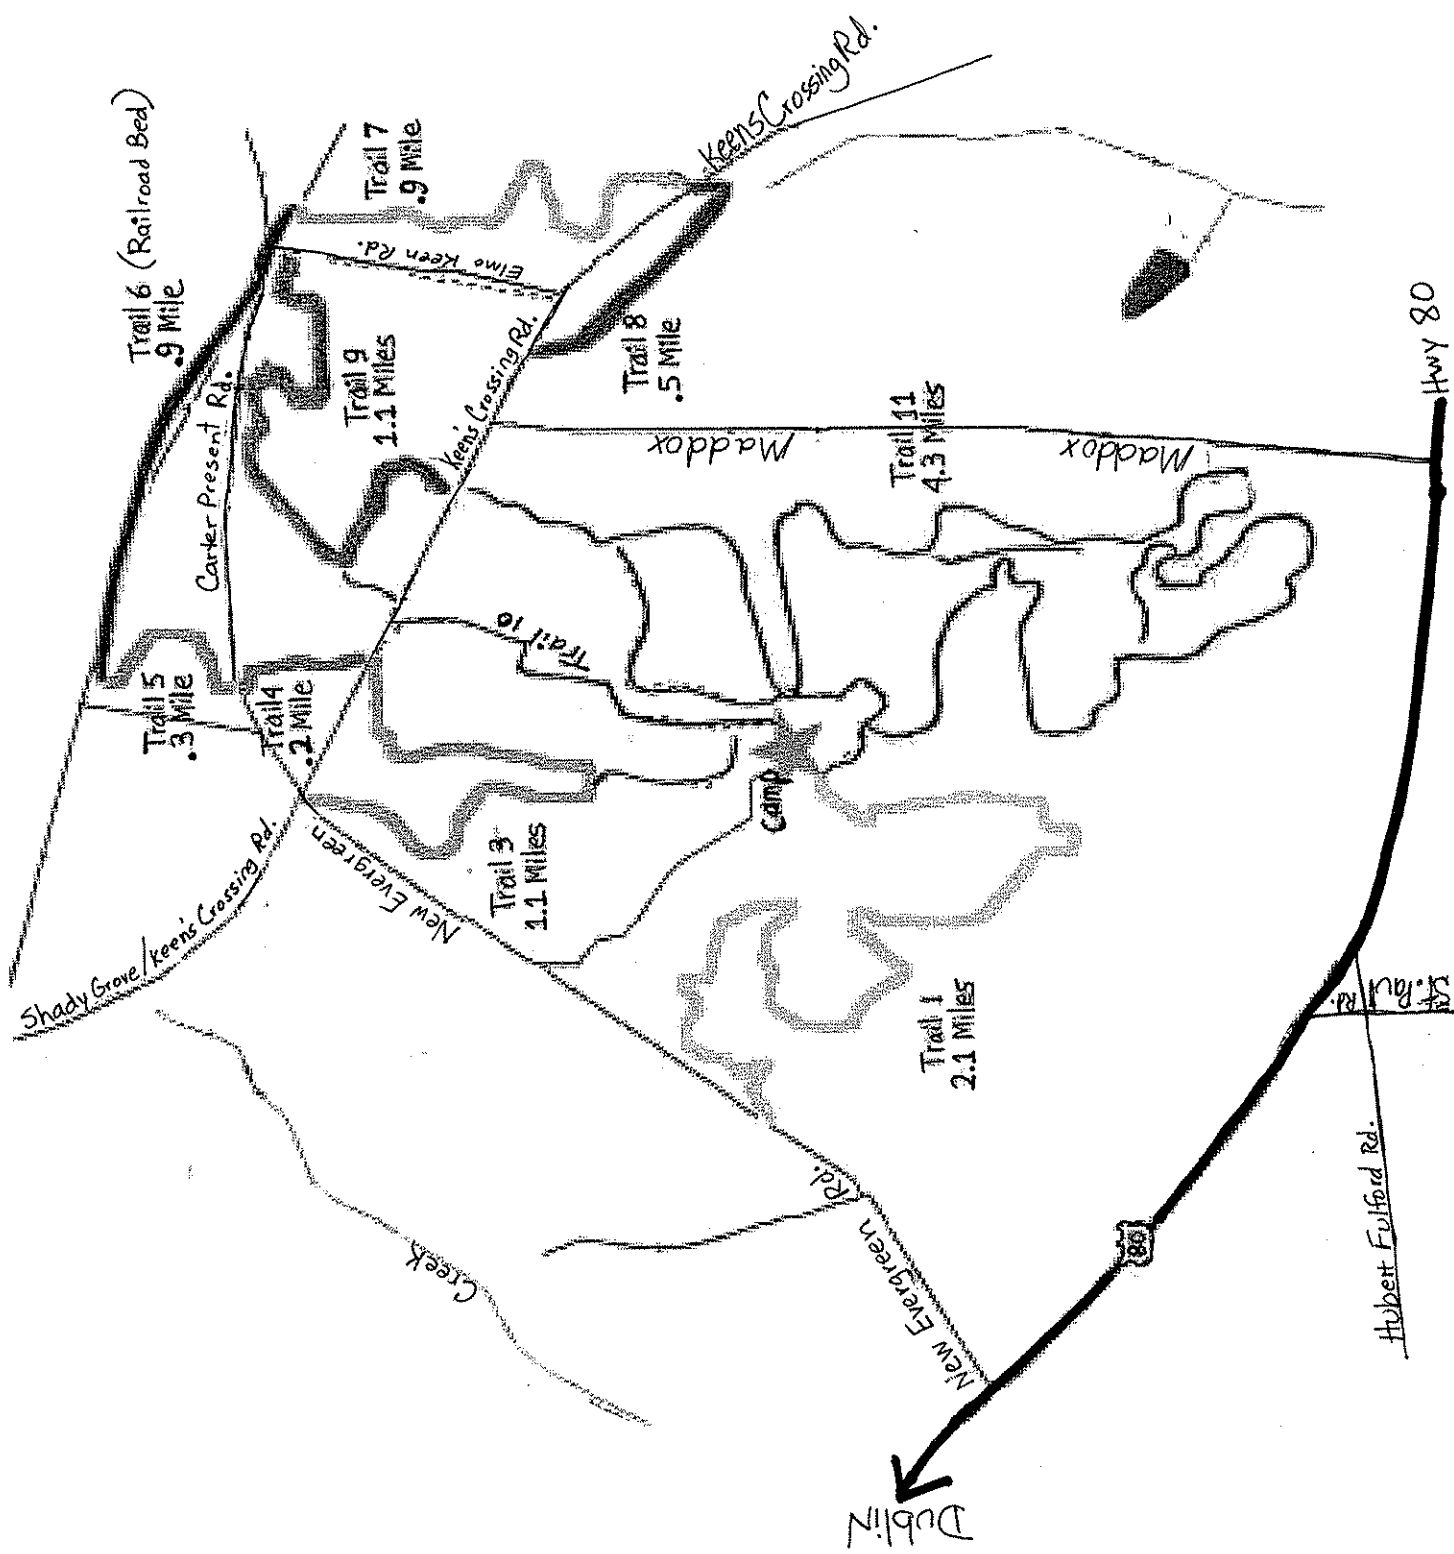 Trail 6 (Railroad Bed)
.9 Mile
Trail 7
.9 Mile
Keens Crossing Rd.
Elmo Keen Rd.
Carter Present Rd.
Trail 9
1.1 Miles
Keen's Crossing Rd.
Trail 8
.5 Mile
Maddox
Trail 11
4.3 Miles
Maddox
Hwy 80
Trail 10
Trail 5
.3 Mile
Trail 4
.2 Mile
Camp
Shady Grove/Keen's Crossing Rd.
New Evergreen
Trail 3
1.1 Miles
Trail 1
2.1 Miles
St. Paul
Rd.
Hubert Fulford Rd.
Creek
New Evergreen Rd.
80
Dublin